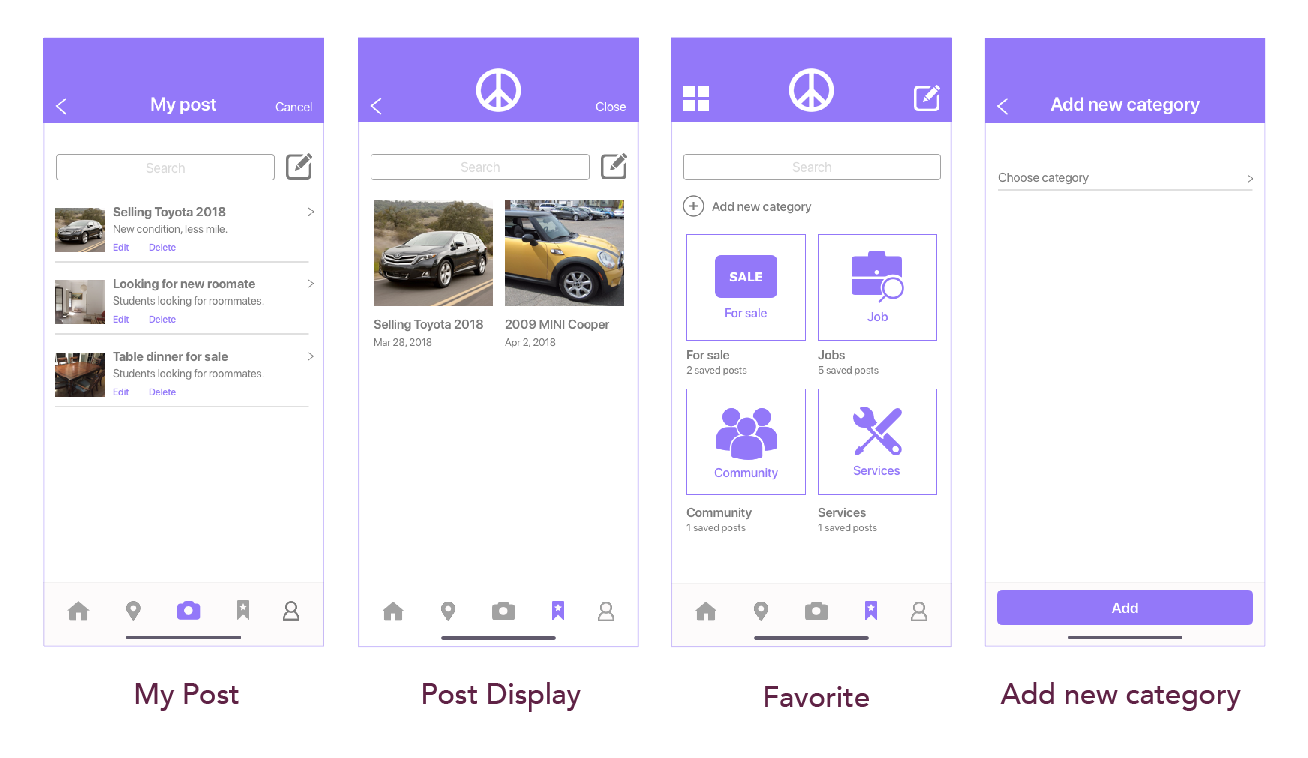 My post
Cancel
Search
Selling Toyota 2018
New condition, less mile.
Edit Delete
Looking for new roomate
Students looking for roommates.
Edit Delete
Table dinner for sale
Students looking for roommates.
Edit Delete
My Post
Close
Search
Selling Toyota 2018
Mar 28, 2018
2009 MINI Cooper
Apr 2, 2018
Post Display
Search
Add new category
SALE
For sale
For sale
2 saved posts
Job
Jobs
5 saved posts
Community
Community
1 saved posts
Services
Services
1 saved posts
Favorite
Add new category
Choose category
Add
Add new category